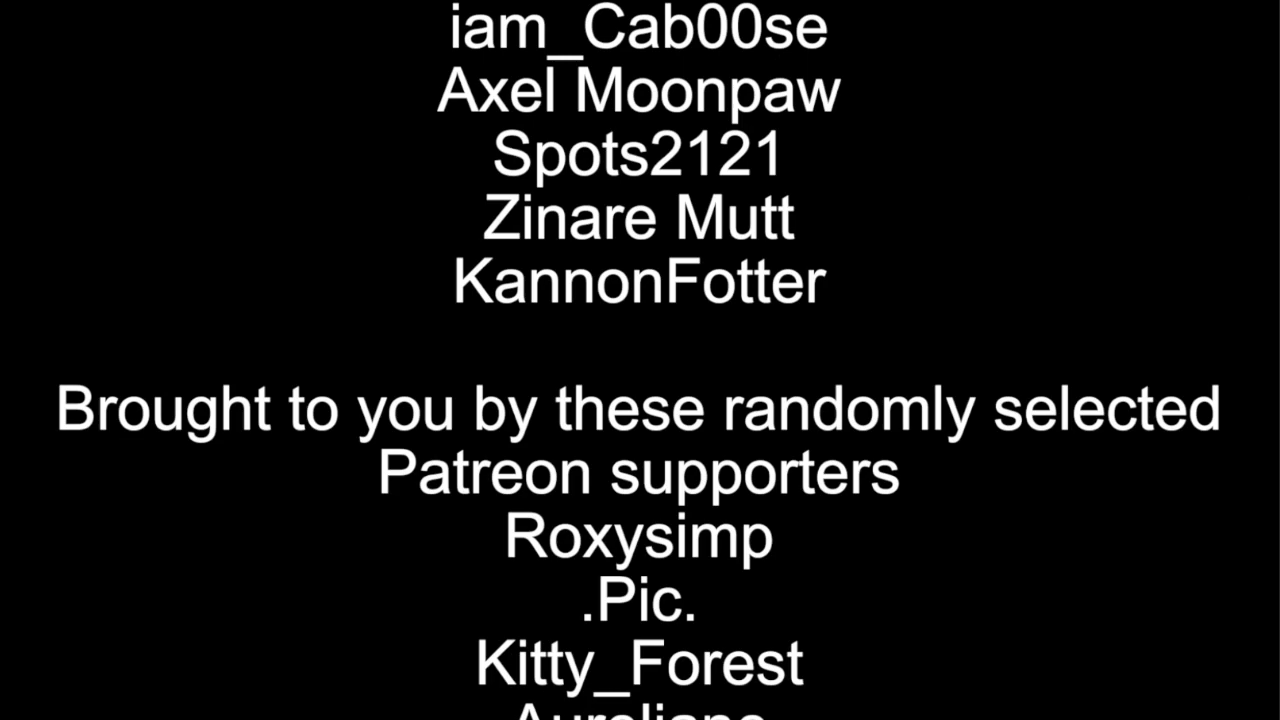 iam_Cab00se
Axel Moonpaw
Spots2121
Zinare Mutt
KannonFotter
Brought to you by these randomly selected
Patreon supporters
Roxysimp
.Pic.
Kitty_Forest